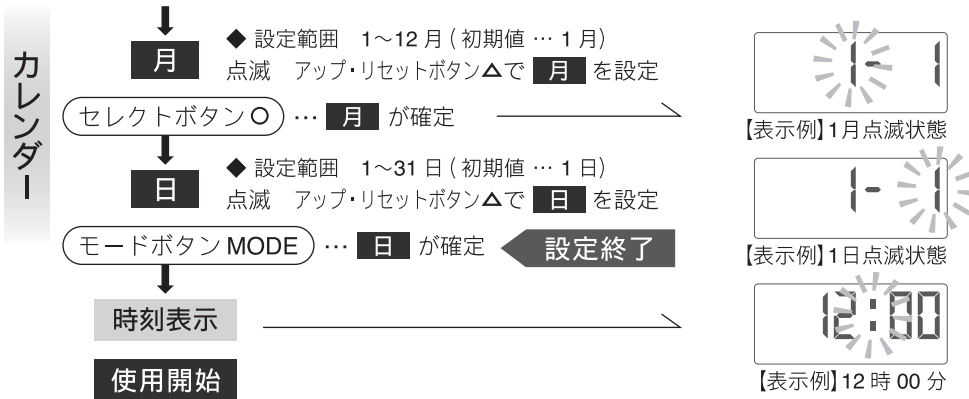 カレンダー
月
◆ 設定範囲 1〜12 月 ( 初期値 … 1 月)
点滅 アップ・リセットボタン△で 月 を設定
セレクトボタン○ … 月 が確定
1- 1
【表示例】1月点滅状態
日
◆ 設定範囲 1〜31 日 ( 初期値 … 1 日)
点滅 アップ・リセットボタン△で 日 を設定
1- 1
【表示例】1日点滅状態
モードボタン MODE … 日 が確定 設定終了
時刻表示
12:00
【表示例】12 時 00 分
使用開始